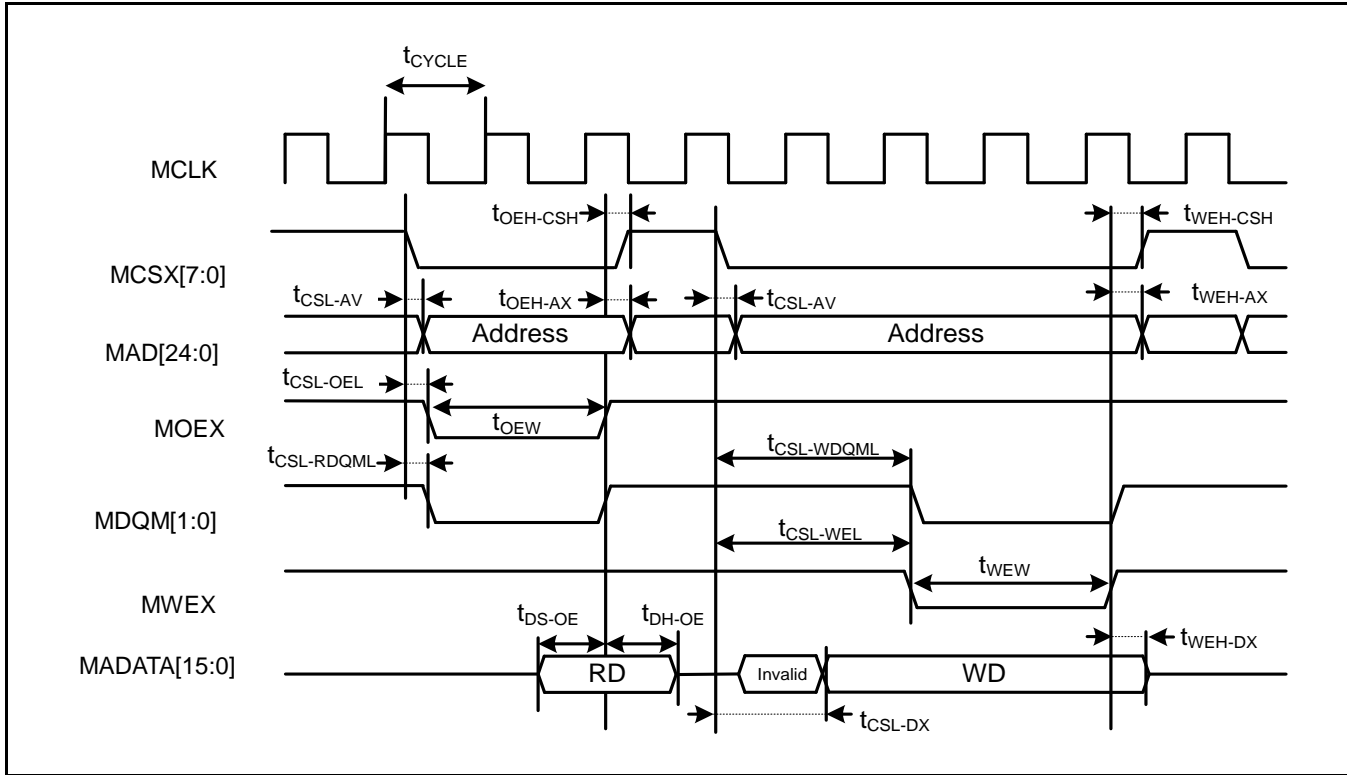 tCYCLE
MCLK
tOEH-CSH
tWEH-CSH
MCSX[7:0]
tCSL-AV tOEH-AX tCSL-AV tWEH-AX
MAD[24:0] Address Address
tCSL-OEL
MOEX tOEW
tCSL-WDQML
tCSL-RDQML
MDQM[1:0]
tCSL-WEL
tWEW
MWEX
tDS-OE tDH-OE
tWEH-DX
MADATA[15:0] RD Invalid WD
tCSL-DX